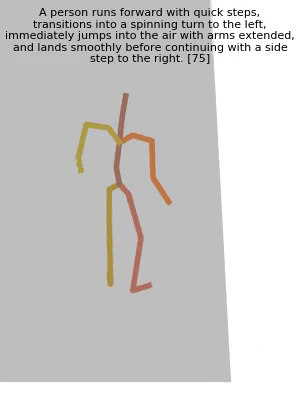 A person runs forward with quick steps,
transitions into a spinning turn to the left,
immediately jumps into the air with arms extended,
and lands smoothly before continuing with a side
step to the right. [75]